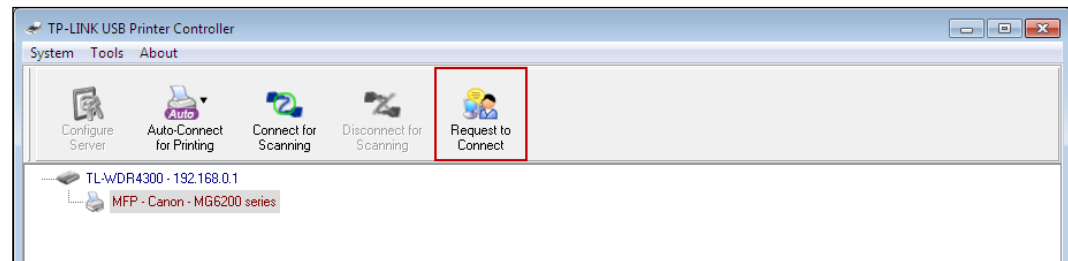 TP-LINK USB Printer Controller
System Tools About
Configure Server
Auto
Auto-Connect for Printing
Connect for Scanning
Disconnect for Scanning
Request to Connect
TL-WDR4300 - 192.168.0.1
MFP - Canon - MG6200 series